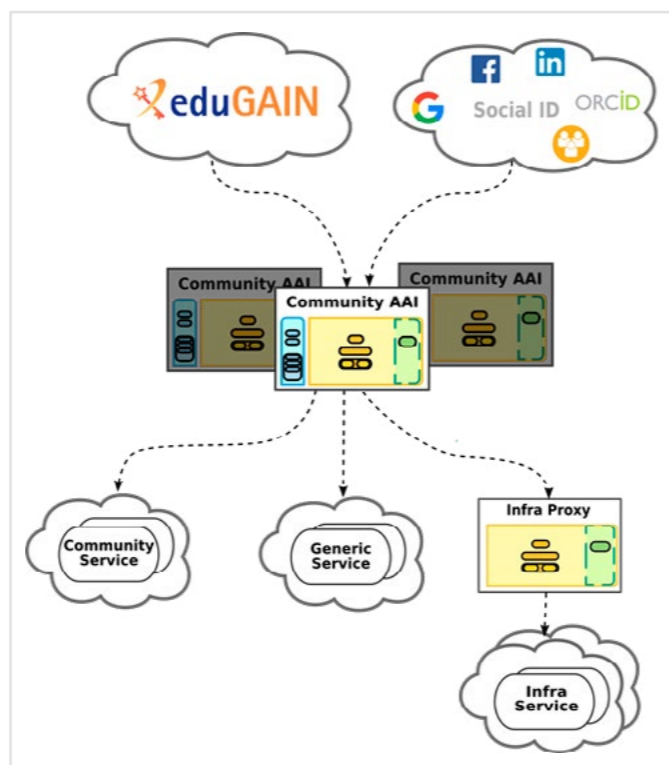 eduGAIN
f
in
G
Social ID
ORCiD
Community AAI
Community AAI
Community AAI
Community
Service
Generic
Service
Infra Proxy
Infra
Service